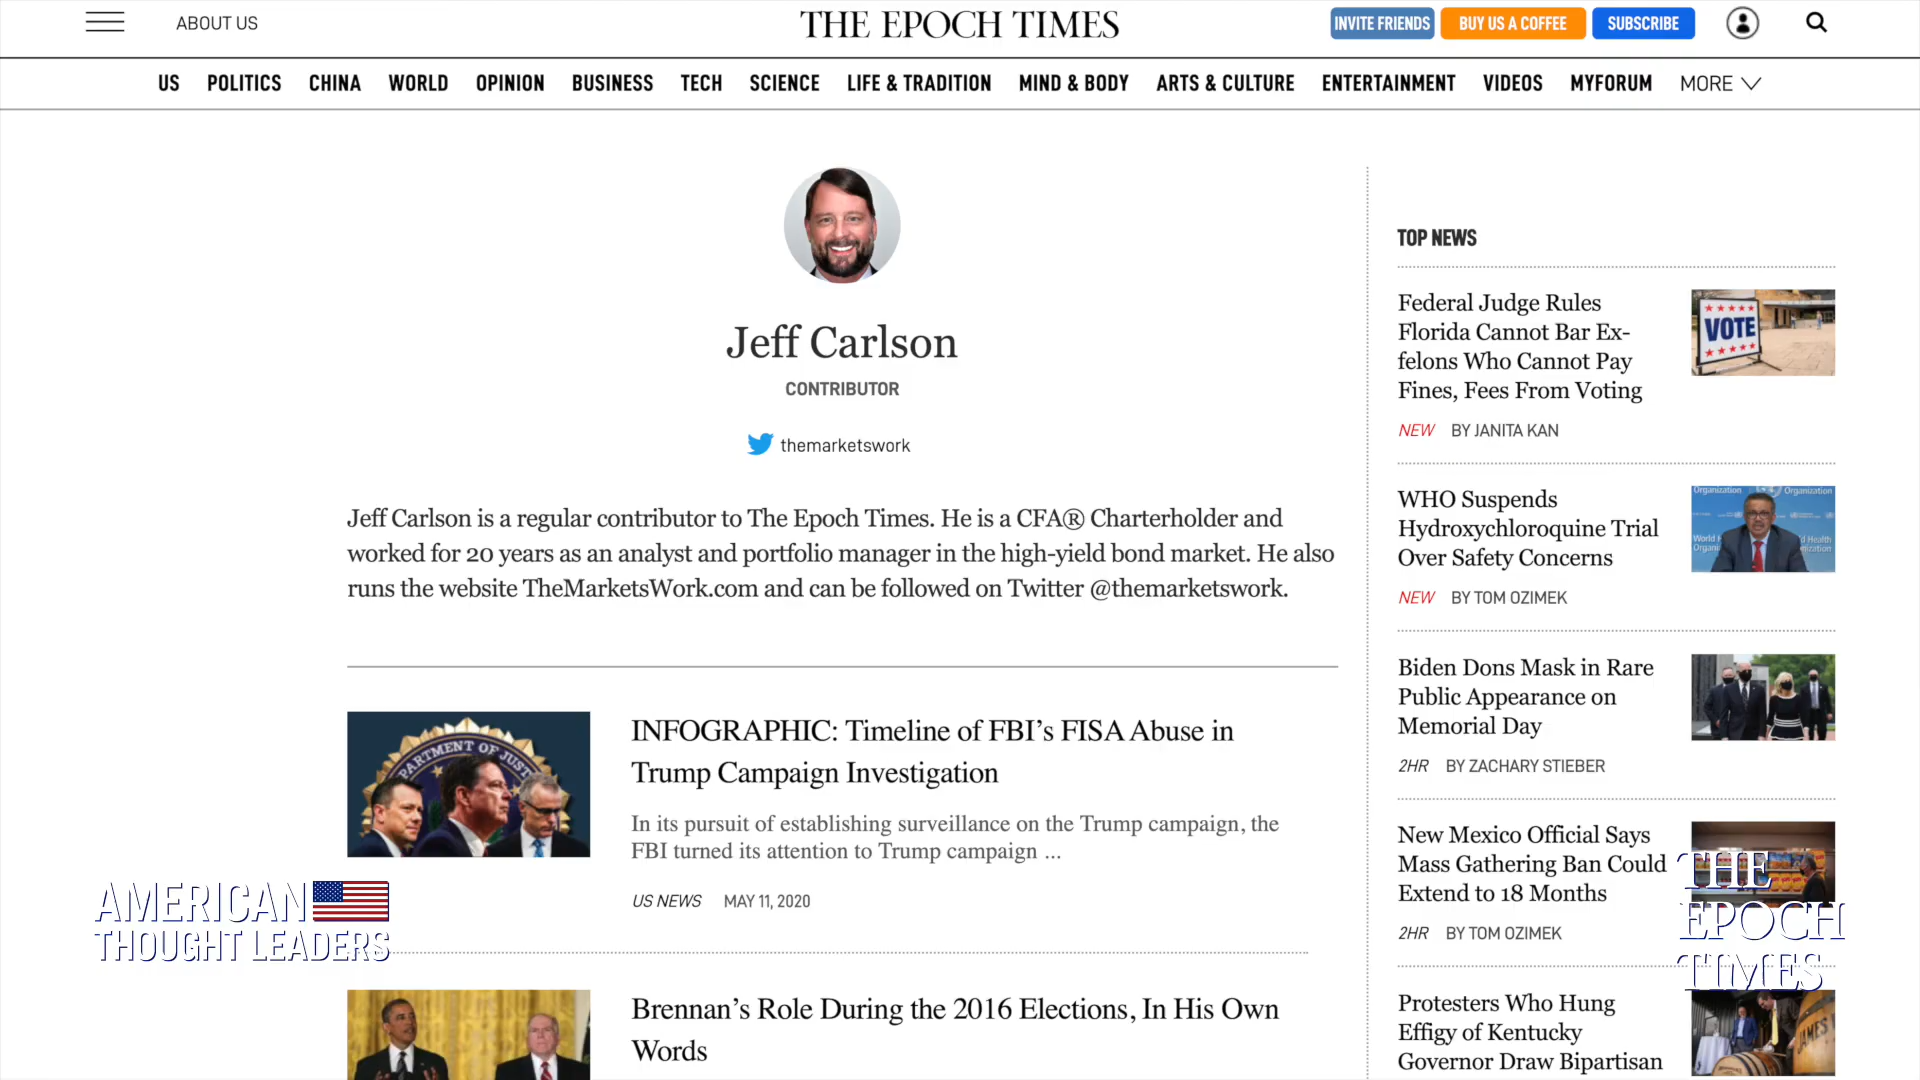 ABOUT US
THE EPOCH TIMES
INVITE FRIENDS
BUY US A COFFEE
SUBSCRIBE
US POLITICS CHINA WORLD OPINION BUSINESS TECH SCIENCE LIFE & TRADITION MIND & BODY ARTS & CULTURE ENTERTAINMENT VIDEOS MYFORUM MORE
Jeff Carlson
CONTRIBUTOR
themarketswork
Jeff Carlson is a regular contributor to The Epoch Times. He is a CFA® Charterholder and
worked for 20 years as an analyst and portfolio manager in the high-yield bond market. He also
runs the website TheMarketsWork.com and can be followed on Twitter @themarketswork.
INFOGRAPHIC: Timeline of FBI’s FISA Abuse in
Trump Campaign Investigation
In its pursuit of establishing surveillance on the Trump campaign, the
FBI turned its attention to Trump campaign ...
US NEWS MAY 11, 2020
Brennan’s Role During the 2016 Elections, In His Own
Words
TOP NEWS
Federal Judge Rules
Florida Cannot Bar Ex-
felons Who Cannot Pay
Fines, Fees From Voting
NEW BY JANITA KAN
VOTE
WHO Suspends
Hydroxychloroquine Trial
Over Safety Concerns
NEW BY TOM OZIMEK
Organization Organization
Biden Dons Mask in Rare
Public Appearance on
Memorial Day
2HR BY ZACHARY STIEBER
New Mexico Official Says
Mass Gathering Ban Could
Extend to 18 Months
2HR BY TOM OZIMEK
Protesters Who Hung
Effigy of Kentucky
Governor Draw Bipartisan
AMERICAN
THOUGHT LEADERS
THE
EPOCH
TIMES